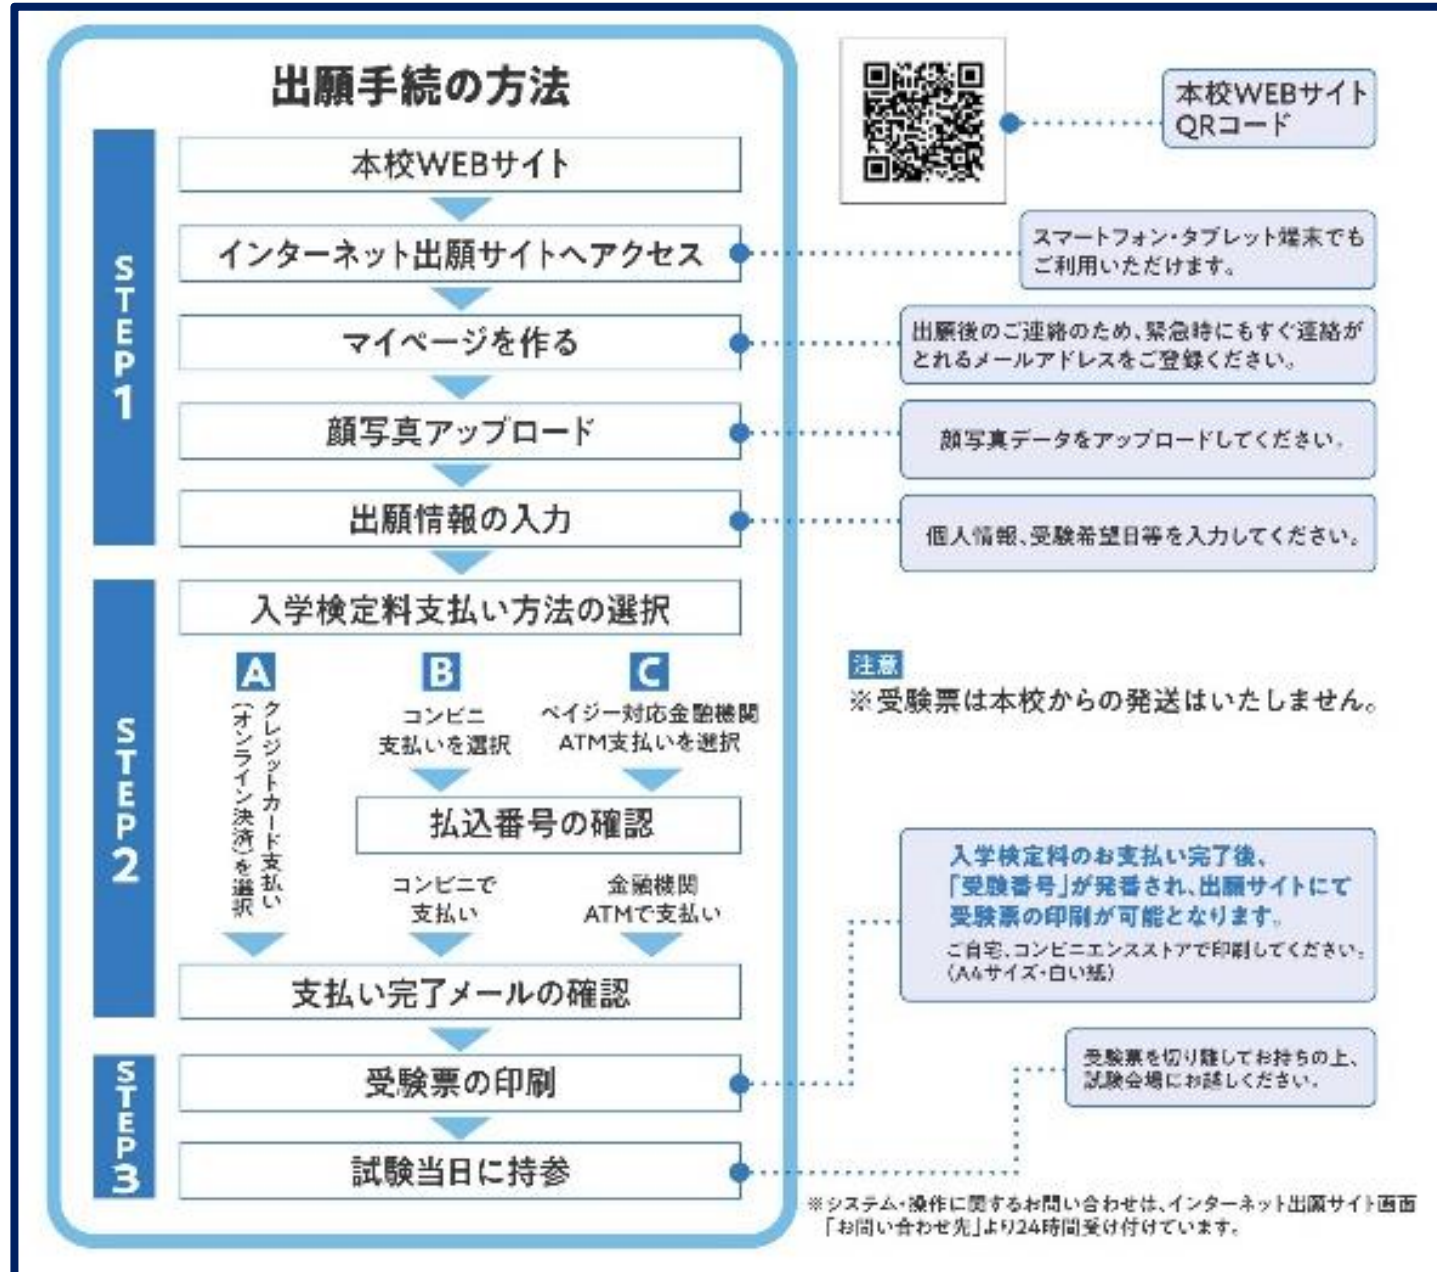 出願手続の方法
本校WEBサイト
QRコード
STEP1
本校WEBサイト
インターネット出願サイトへアクセス
スマートフォン・タブレット端末でも
ご利用いただけます。
マイページを作る
出願後のご連絡のため、緊急時にもすぐ連絡が
とれるメールアドレスをご登録ください。
顔写真アップロード
顔写真データをアップロードしてください。
出願情報の入力
個人情報、受験希望日等を入力してください。
STEP2
入学検定料支払い方法の選択
A
クレジットカード支払い
(オンライン決済)を選択
B
コンビニ
支払いを選択
C
ペイジー対応金融機関
ATM支払いを選択
払込番号の確認
コンビニで
支払い
金融機関
ATMで支払い
支払い完了メールの確認
注意
※受験票は本校からの発送はいたしません。
入学検定料のお支払い完了後、
「受験番号」が発番され、出願サイトにて
受験票の印刷が可能となります。
ご自宅、コンビニエンスストアで印刷してください。
(A4サイズ・白い紙)
STEP3
受験票の印刷
試験当日に持参
受験票を切り離してお持ちの上、
試験会場にお越しください。
※システム・操作に関するお問い合わせは、インターネット出願サイト画面
「お問い合わせ先」より24時間受け付けています。